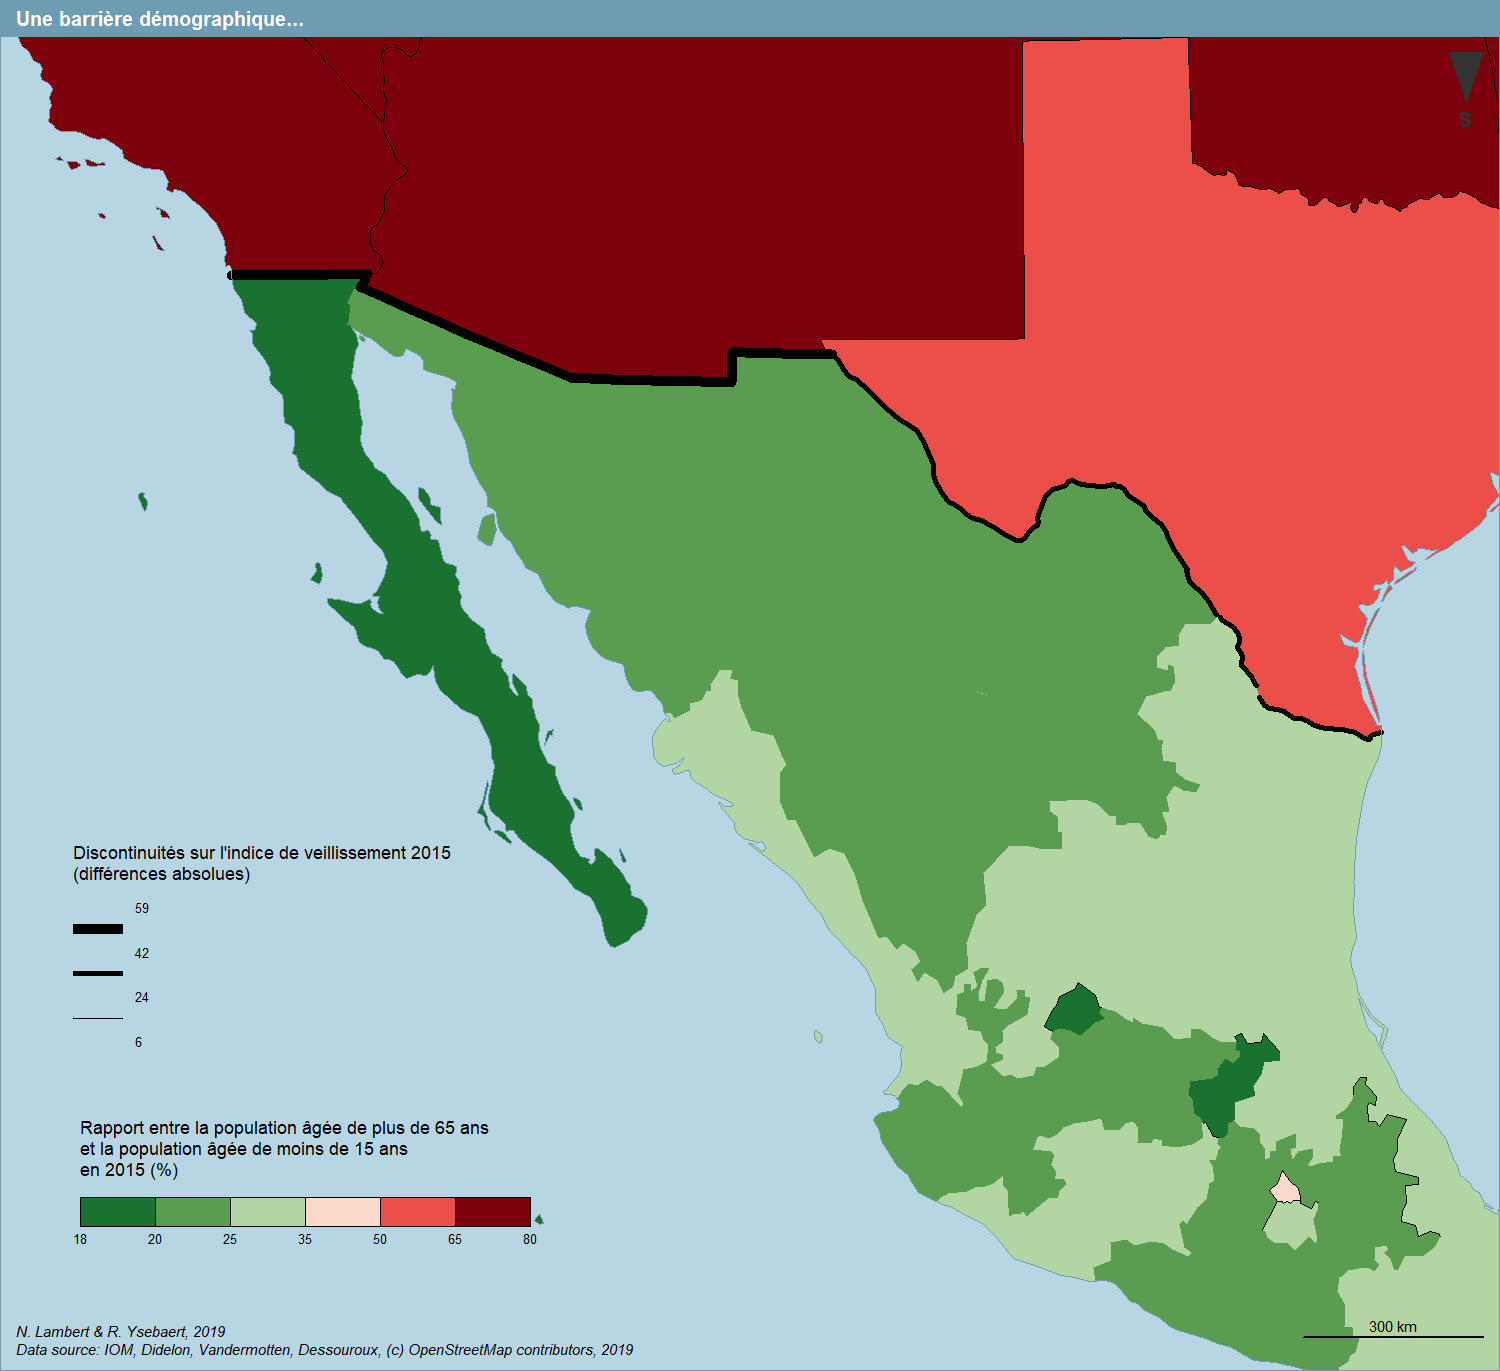 Une barrière démographique...
S
Discontinuités sur l'indice de veillissement 2015
(différences absolues)
59
42
24
6
Rapport entre la population âgée de plus de 65 ans
et la population âgée de moins de 15 ans
en 2015 (%)
18 20 25 35 50 65 80
300 km
N. Lambert & R. Ysebaert, 2019
Data source: IOM, Didelon, Vandermotten, Dessouroux, (c) OpenStreetMap contributors, 2019